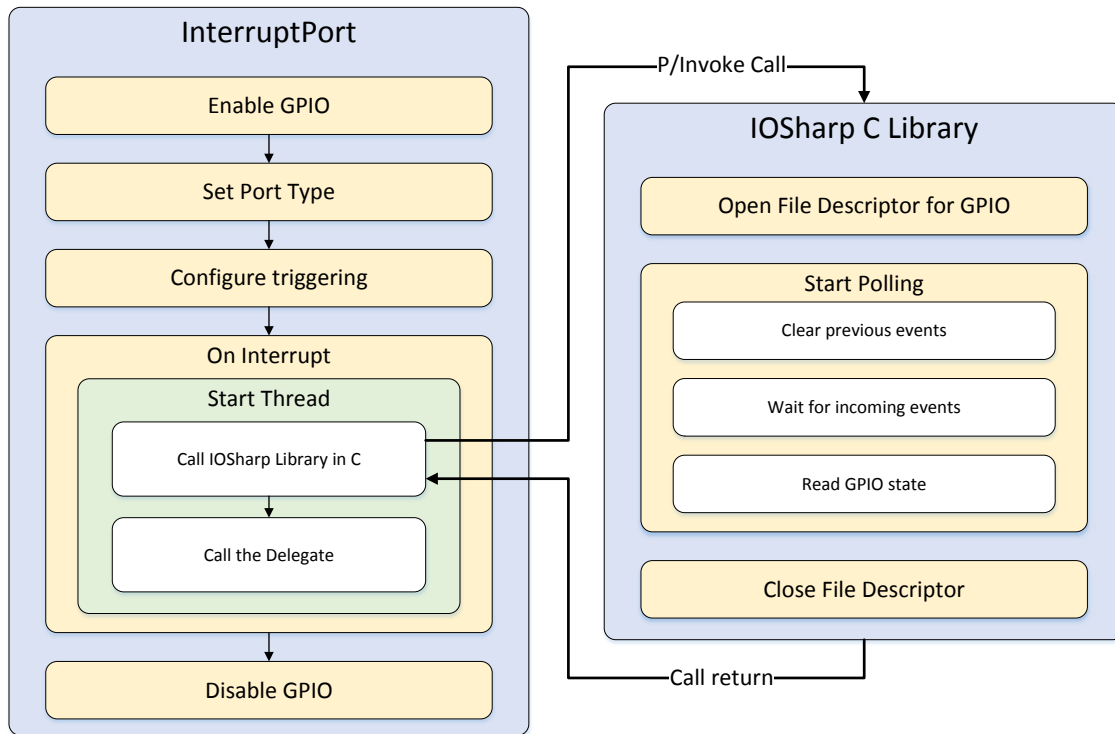 InterruptPort
Enable GPIO
Set Port Type
Configure triggering
On Interrupt
Start Thread
Call IOSharp Library in C
Call the Delegate
Disable GPIO
P/Invoke Call
IOSharp C Library
Open File Descriptor for GPIO
Start Polling
Clear previous events
Wait for incoming events
Read GPIO state
Close File Descriptor
Call return